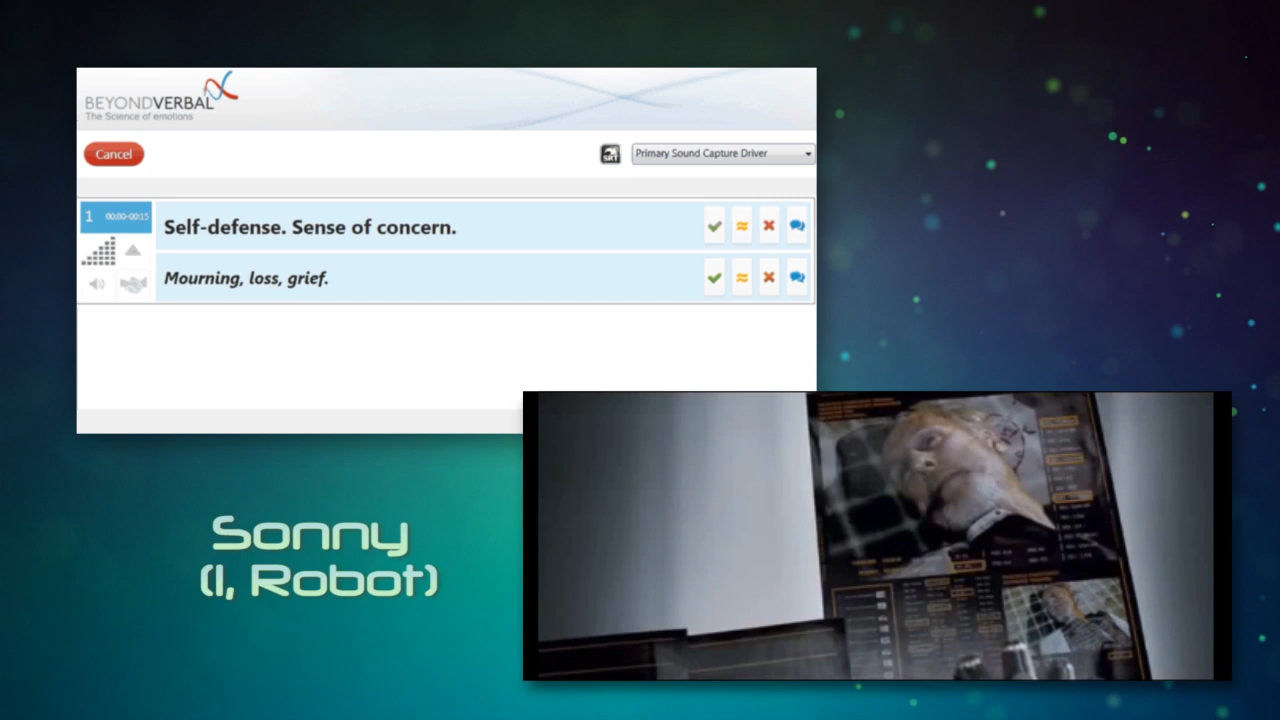 BEYONDVERBAL
The Science of emotions
Cancel
SRT
Primary Sound Capture Driver
1 00:00-00:15
Self-defense. Sense of concern.
Mourning, loss, grief.
Sonny
(I, Robot)